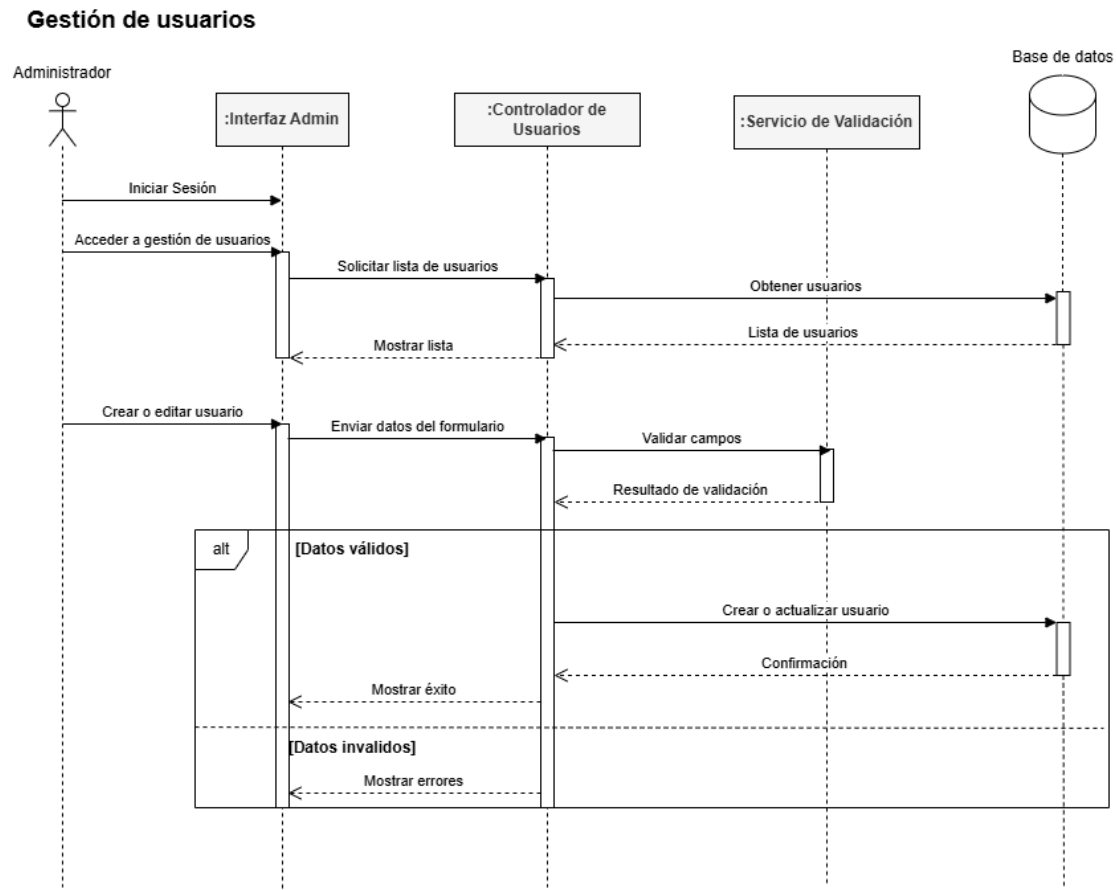 Gestión de usuarios
Base de datos
Administrador
:Interfaz Admin
:Controlador de
Usuarios
:Servicio de Validación
Iniciar Sesión
Acceder a gestión de usuarios
Solicitar lista de usuarios
Obtener usuarios
Lista de usuarios
Mostrar lista
Crear o editar usuario
Enviar datos del formulario
Validar campos
Resultado de validación
alt
[Datos válidos]
Crear o actualizar usuario
Confirmación
Mostrar éxito
[Datos invalidos]
Mostrar errores